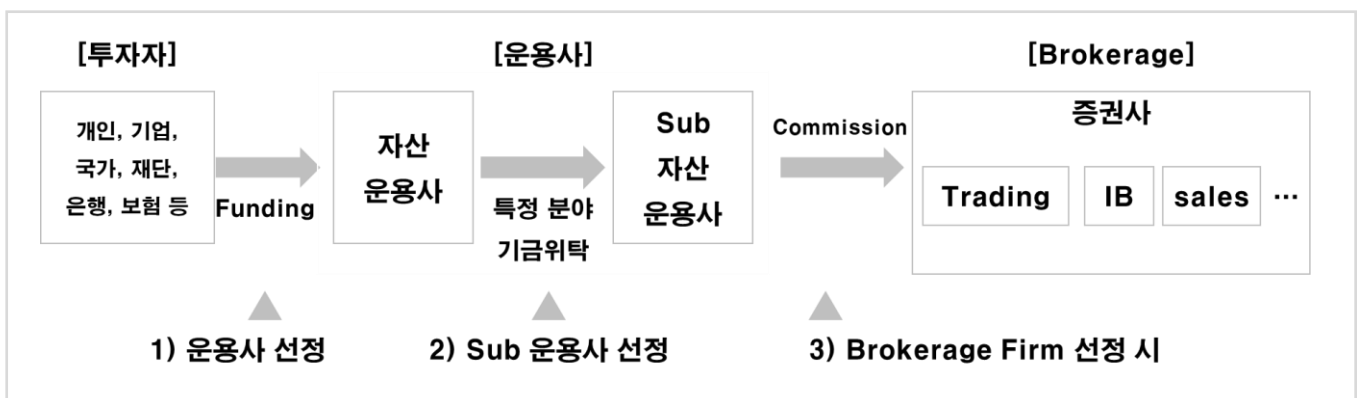 [투자자]
[운용사]
[Brokerage]
개인, 기업,
국가, 재단,
은행, 보험 등
Funding
자산
운용사
특정 분야
기금위탁
Sub
자산
운용사
Commission
증권사
Trading
IB
sales
...
1) 운용사 선정
2) Sub 운용사 선정
3) Brokerage Firm 선정 시